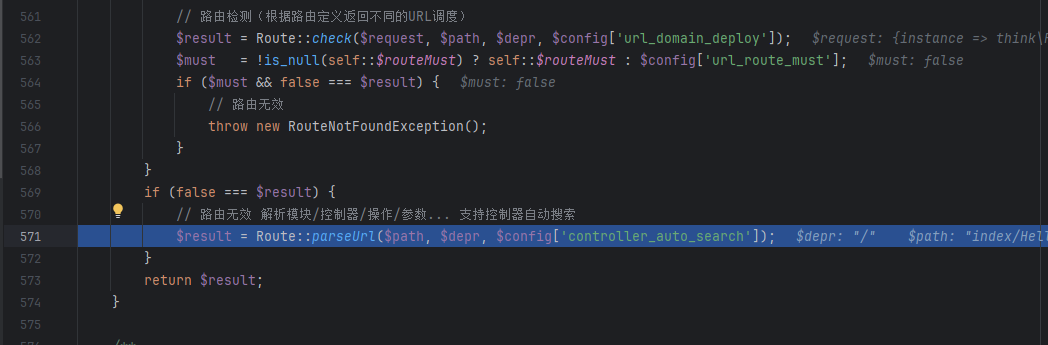 561 // 路由检测（根据路由定义返回不同的URL调度）
562 $result = Route::check($request, $path, $depr, $config['url_domain_deploy']); $request: {instance => think\
563 $must = !is_null(self::$routeMust) ? self::$routeMust : $config['url_route_must']; $must: false
564 if ($must && false === $result) { $must: false
565 // 路由无效
566 throw new RouteNotFoundException();
567 }
568 }
569 if (false === $result) {
570 // 路由无效 解析模块/控制器/操作/参数... 支持控制器自动搜索
571 $result = Route::parseUrl($path, $depr, $config['controller_auto_search']); $depr: "/" $path: "index/Hell
572 }
573 return $result;
574 }
575
576 /**